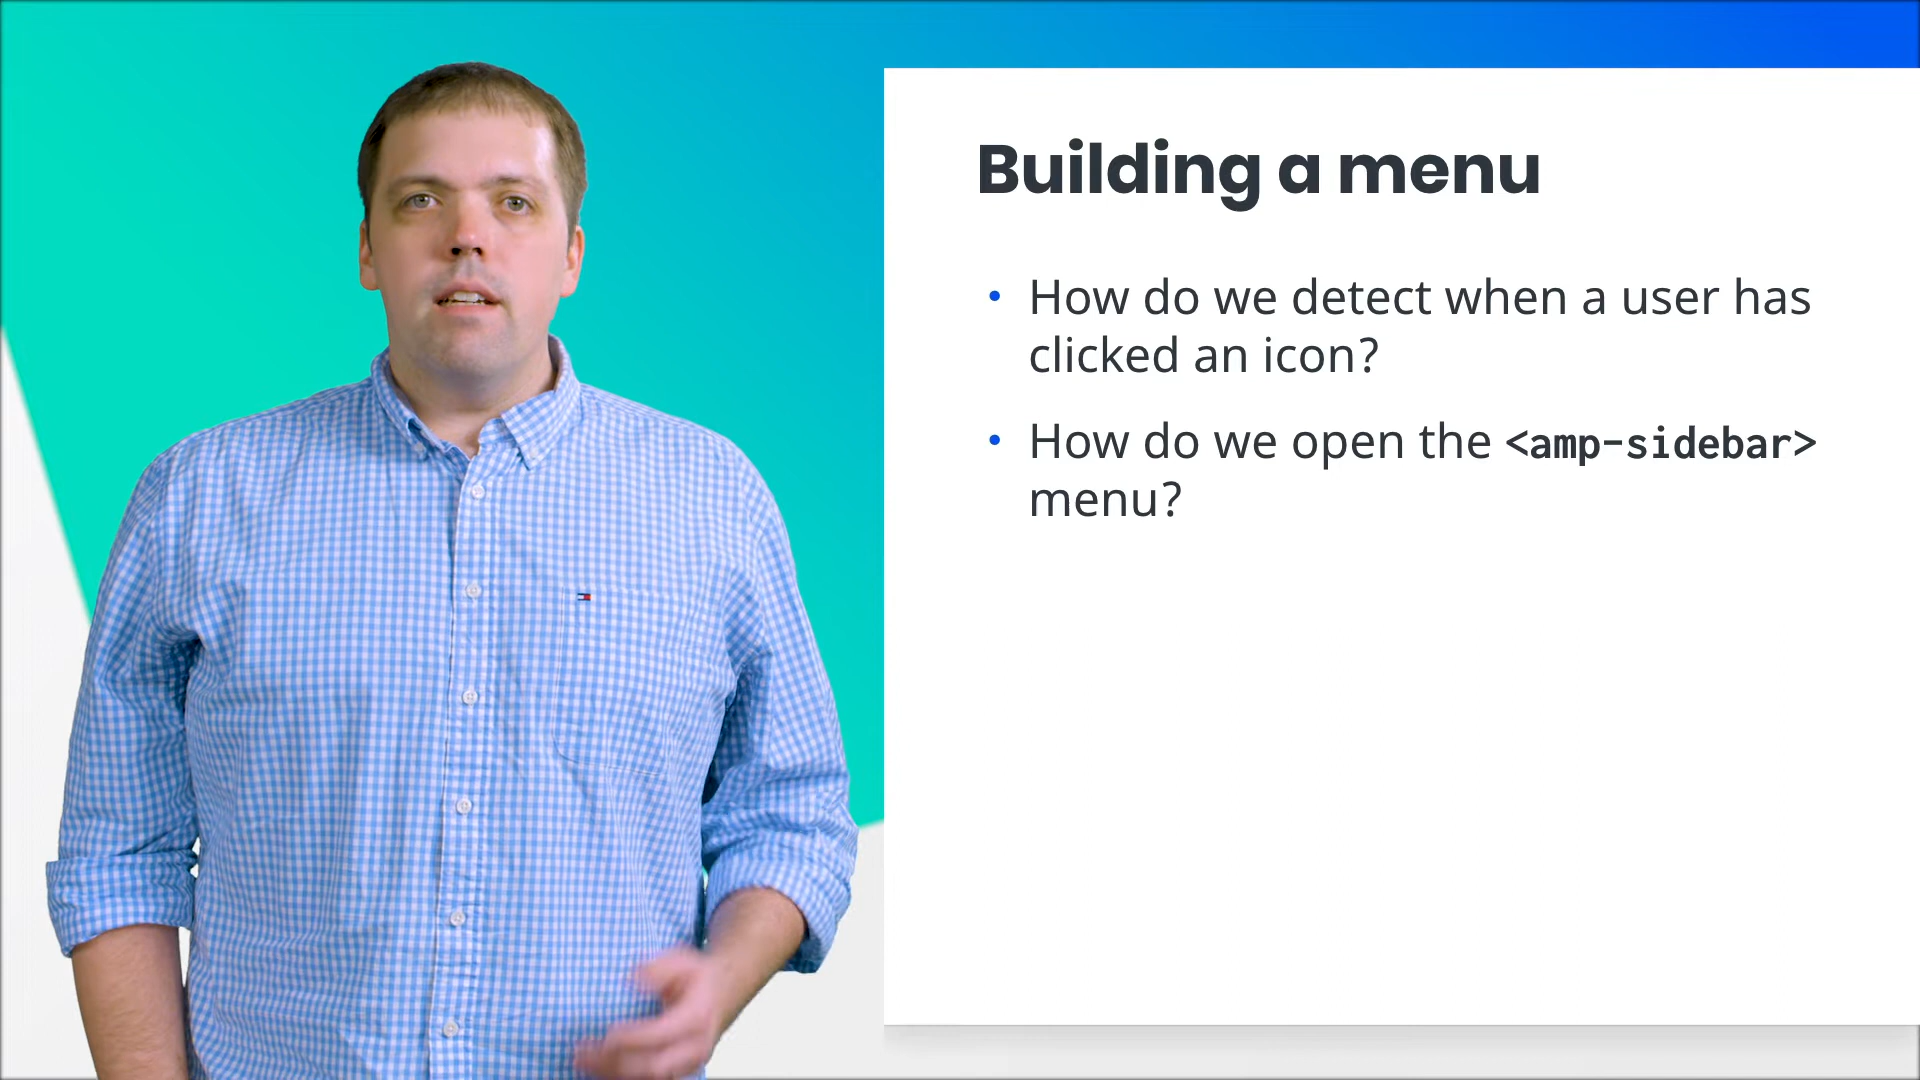 Building a menu
• How do we detect when a user has
clicked an icon?
• How do we open the <amp-sidebar>
menu?